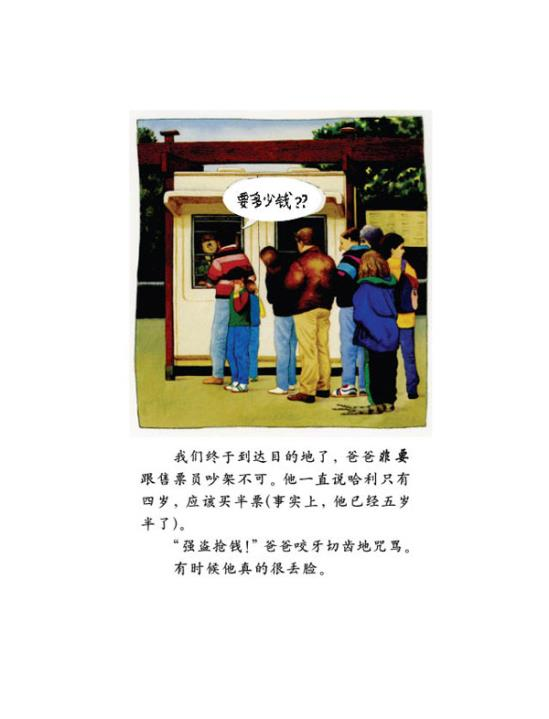 要多少钱??
我们终于到达目的地了，爸爸非要
跟售票员吵架不可。他一直说哈利只有
四岁，应该买半票(事实上，他已经五岁
半了)。
“强盗抢钱！”爸爸咬牙切齿地咒骂。
有时候他真的很丢脸。